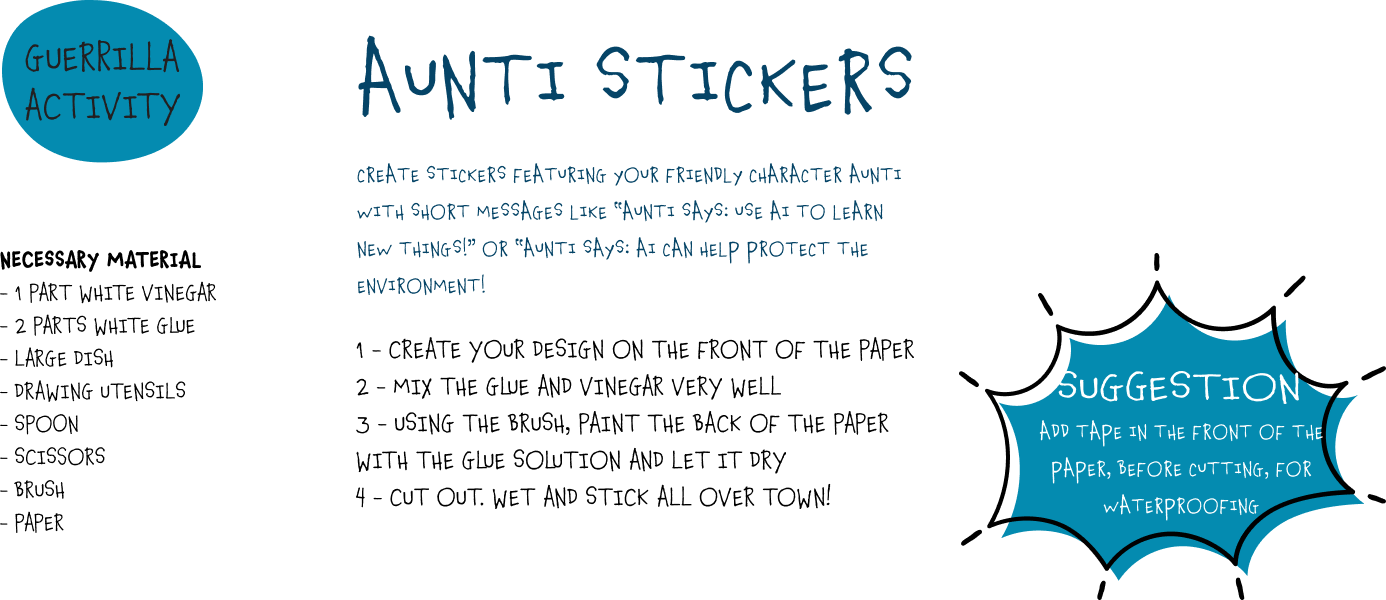 GUERRILLA
ACTIVITY
AUNTI STICKERS
CREATE STICKERS FEATURING YOUR FRIENDLY CHARACTER AUNTI
WITH SHORT MESSAGES LIKE “AUNTI SAYS: USE AI TO LEARN
NEW THINGS!” OR “AUNTI SAYS: AI CAN HELP PROTECT THE
ENVIRONMENT!
NECESSARY MATERIAL
- 1 PART WHITE VINEGAR
- 2 PARTS WHITE GLUE
- LARGE DISH
- DRAWING UTENSILS
- SPOON
- SCISSORS
- BRUSH
- PAPER
1 - CREATE YOUR DESIGN ON THE FRONT OF THE PAPER
2 - MIX THE GLUE AND VINEGAR VERY WELL
3 - USING THE BRUSH, PAINT THE BACK OF THE PAPER
WITH THE GLUE SOLUTION AND LET IT DRY
4 - CUT OUT. WET AND STICK ALL OVER TOWN!
SUGGESTION
ADD TAPE IN THE FRONT OF THE
PAPER, BEFORE CUTTING, FOR
WATERPROOFING